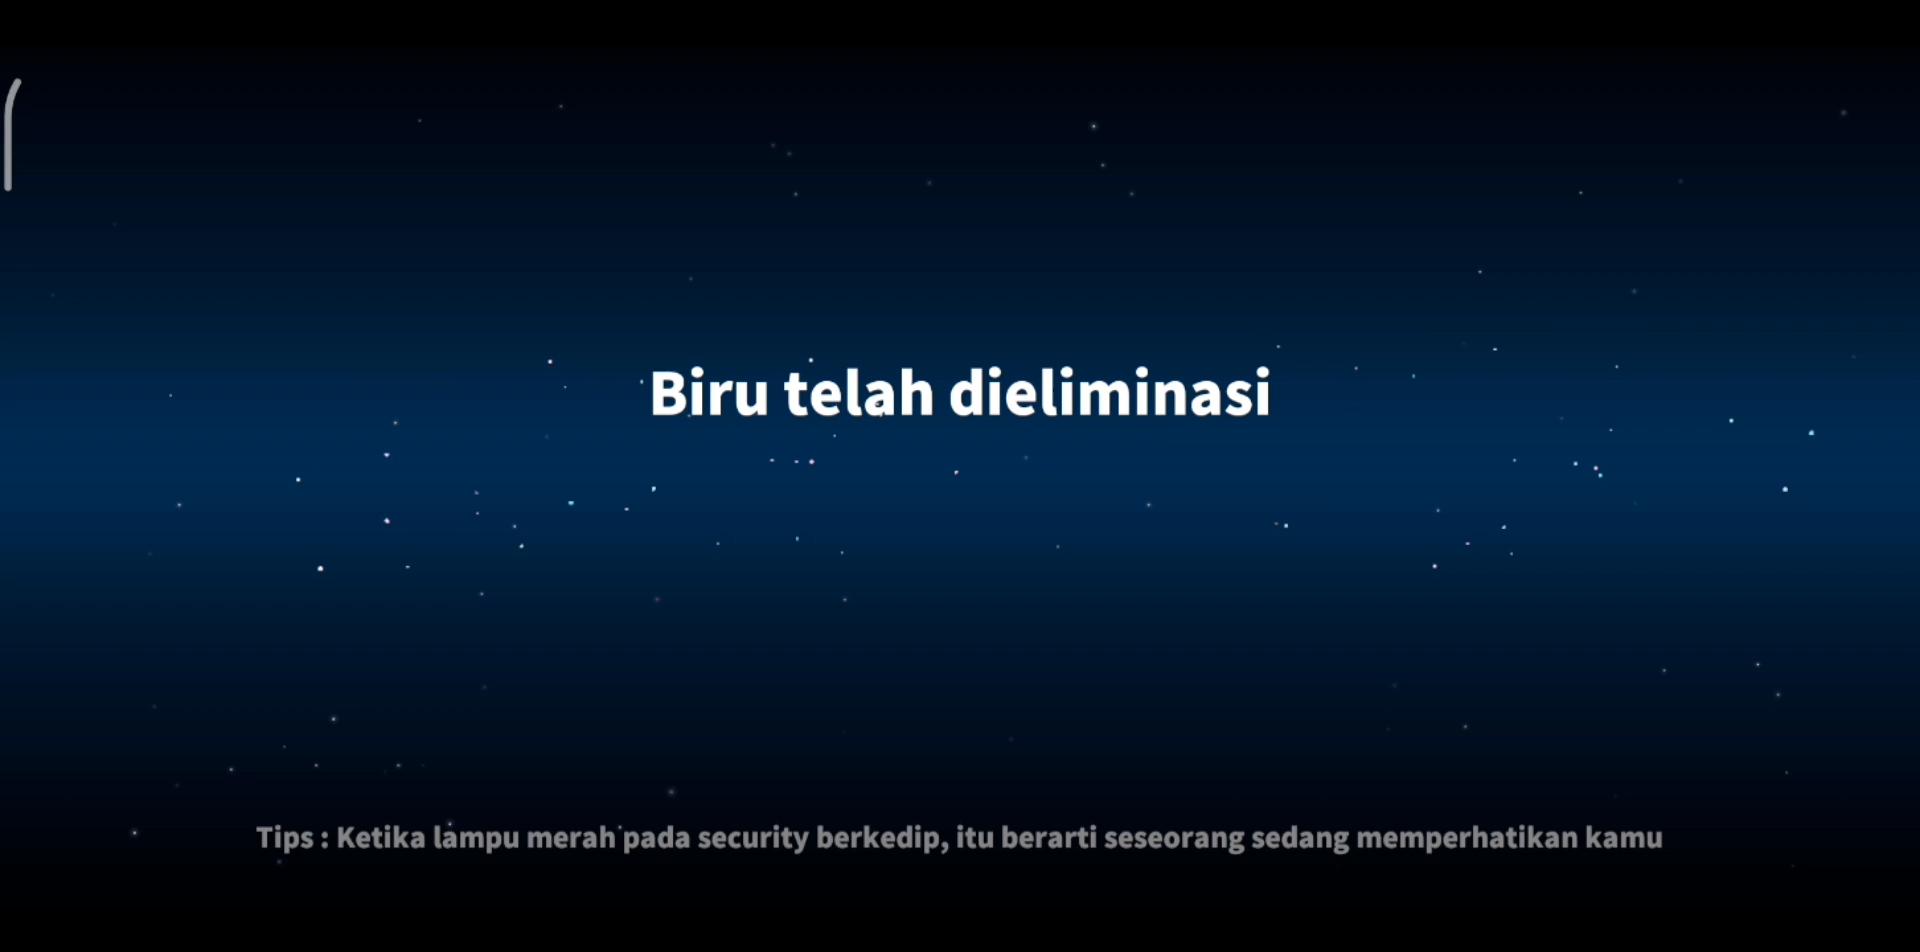 Biru telah dieliminasi
Tips : Ketika lampu merah pada security berkedip, itu berarti seseorang sedang memperhatikan kamu